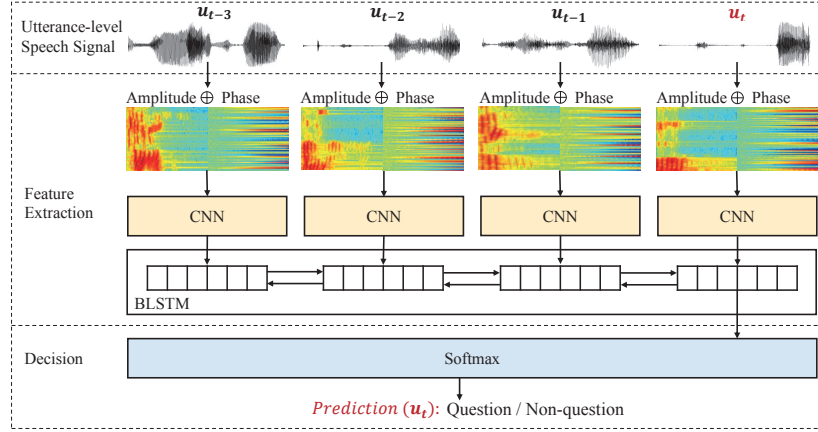 Utterance-level
Speech Signal
u_{t−3} u_{t−2} u_{t−1} u_t
Amplitude ⊕ Phase Amplitude ⊕ Phase Amplitude ⊕ Phase Amplitude ⊕ Phase
Feature
Extraction
CNN CNN CNN CNN
BLSTM
Decision
Softmax
Prediction (u_t): Question / Non-question